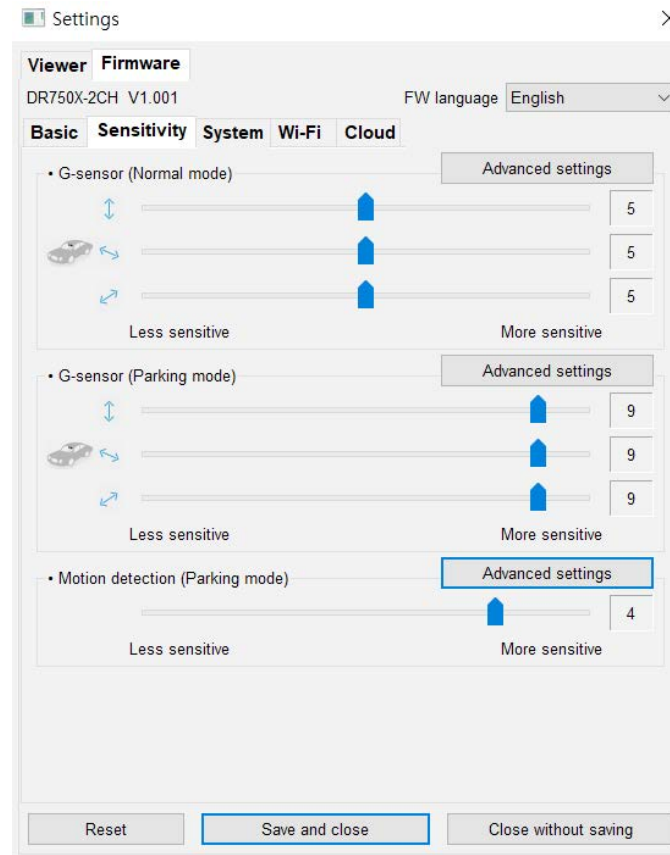 Settings
Viewer Firmware
DR750X-2CH V1.001 FW language English
Basic Sensitivity System Wi-Fi Cloud
• G-sensor (Normal mode) Advanced settings
5
5
5
Less sensitive More sensitive
• G-sensor (Parking mode) Advanced settings
9
9
9
Less sensitive More sensitive
• Motion detection (Parking mode) Advanced settings
4
Less sensitive More sensitive
Reset Save and close Close without saving